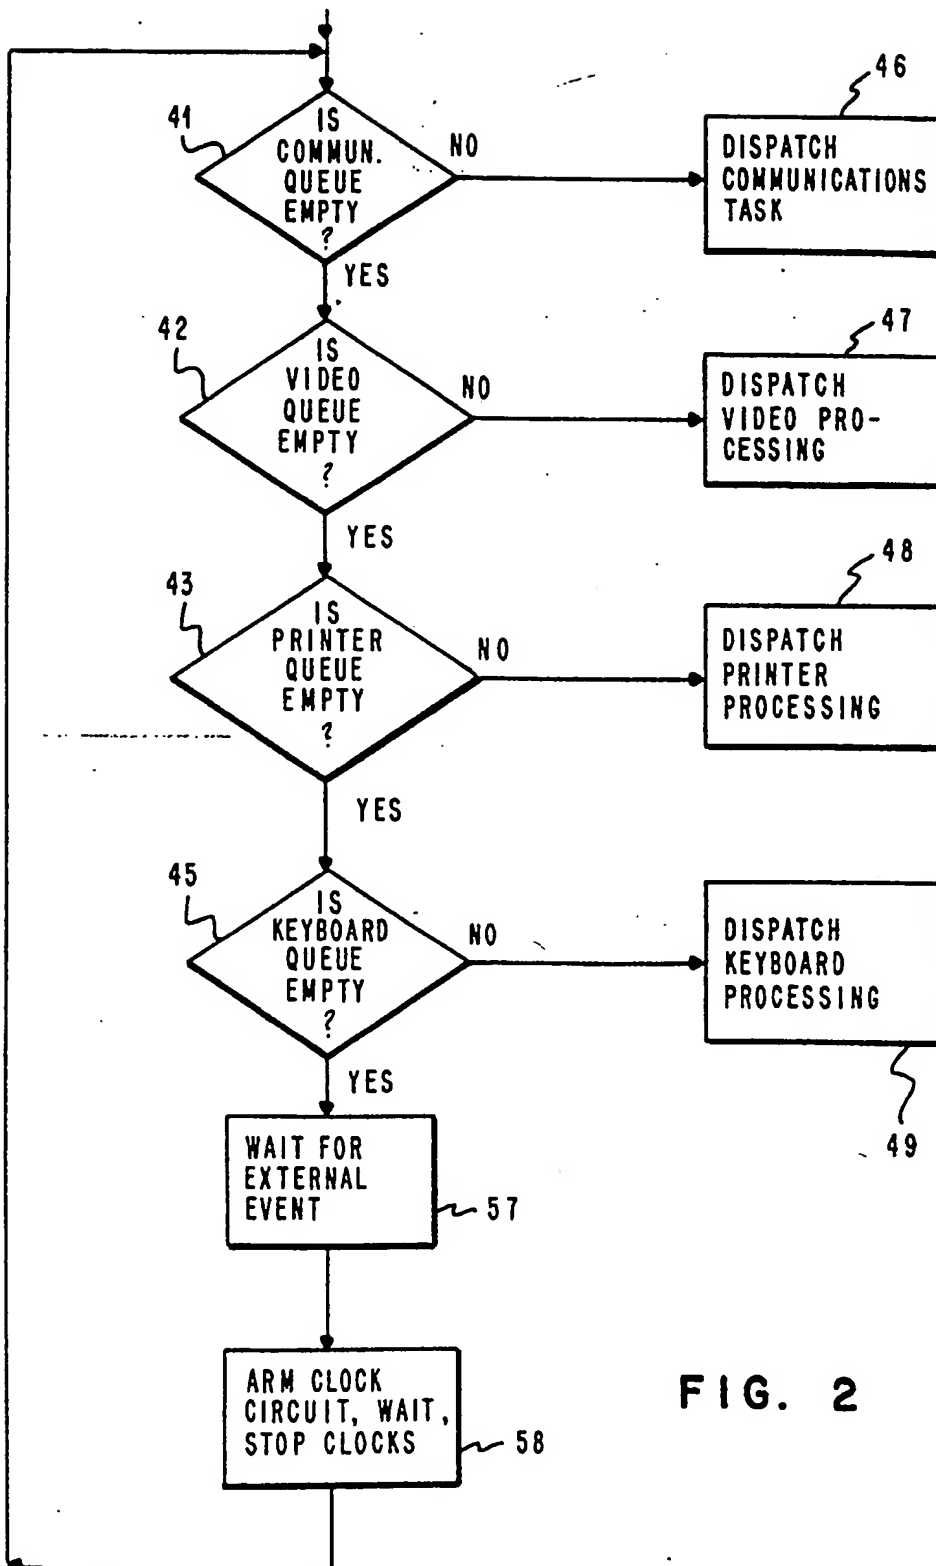 46
41
IS
COMMUN.
QUEUE
EMPTY
?
NO
DISPATCH
COMMUNICATIONS
TASK
YES
42
47
IS
VIDEO
QUEUE
EMPTY
?
NO
DISPATCH
VIDEO PRO-
CESSING
YES
43
48
IS
PRINTER
QUEUE
EMPTY
?
NO
DISPATCH
PRINTER
PROCESSING
YES
45
IS
KEYBOARD
QUEUE
EMPTY
?
NO
DISPATCH
KEYBOARD
PROCESSING
YES
49
WAIT FOR
EXTERNAL
EVENT
57
ARM CLOCK
CIRCUIT, WAIT,
STOP CLOCKS
58
FIG. 2